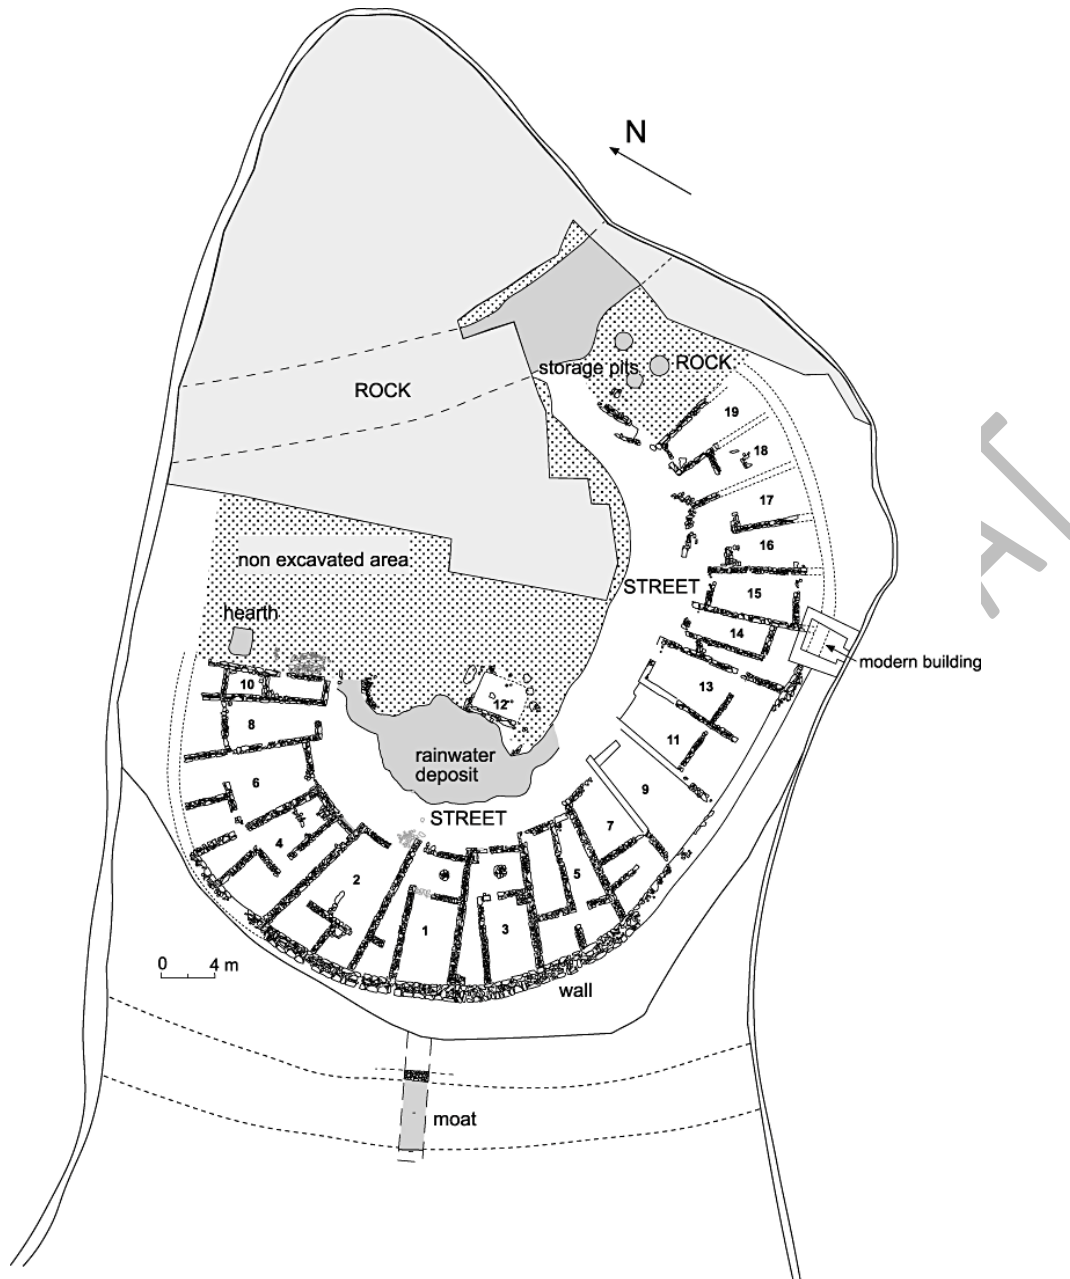 N
storage pits
ROCK
ROCK
19
18
17
16
non excavated area
STREET
15
hearth
14
modern building
10
13
12
8
11
rainwater
deposit
6
9
STREET
7
4
2
5
1
3
0 4 m
wall
moat